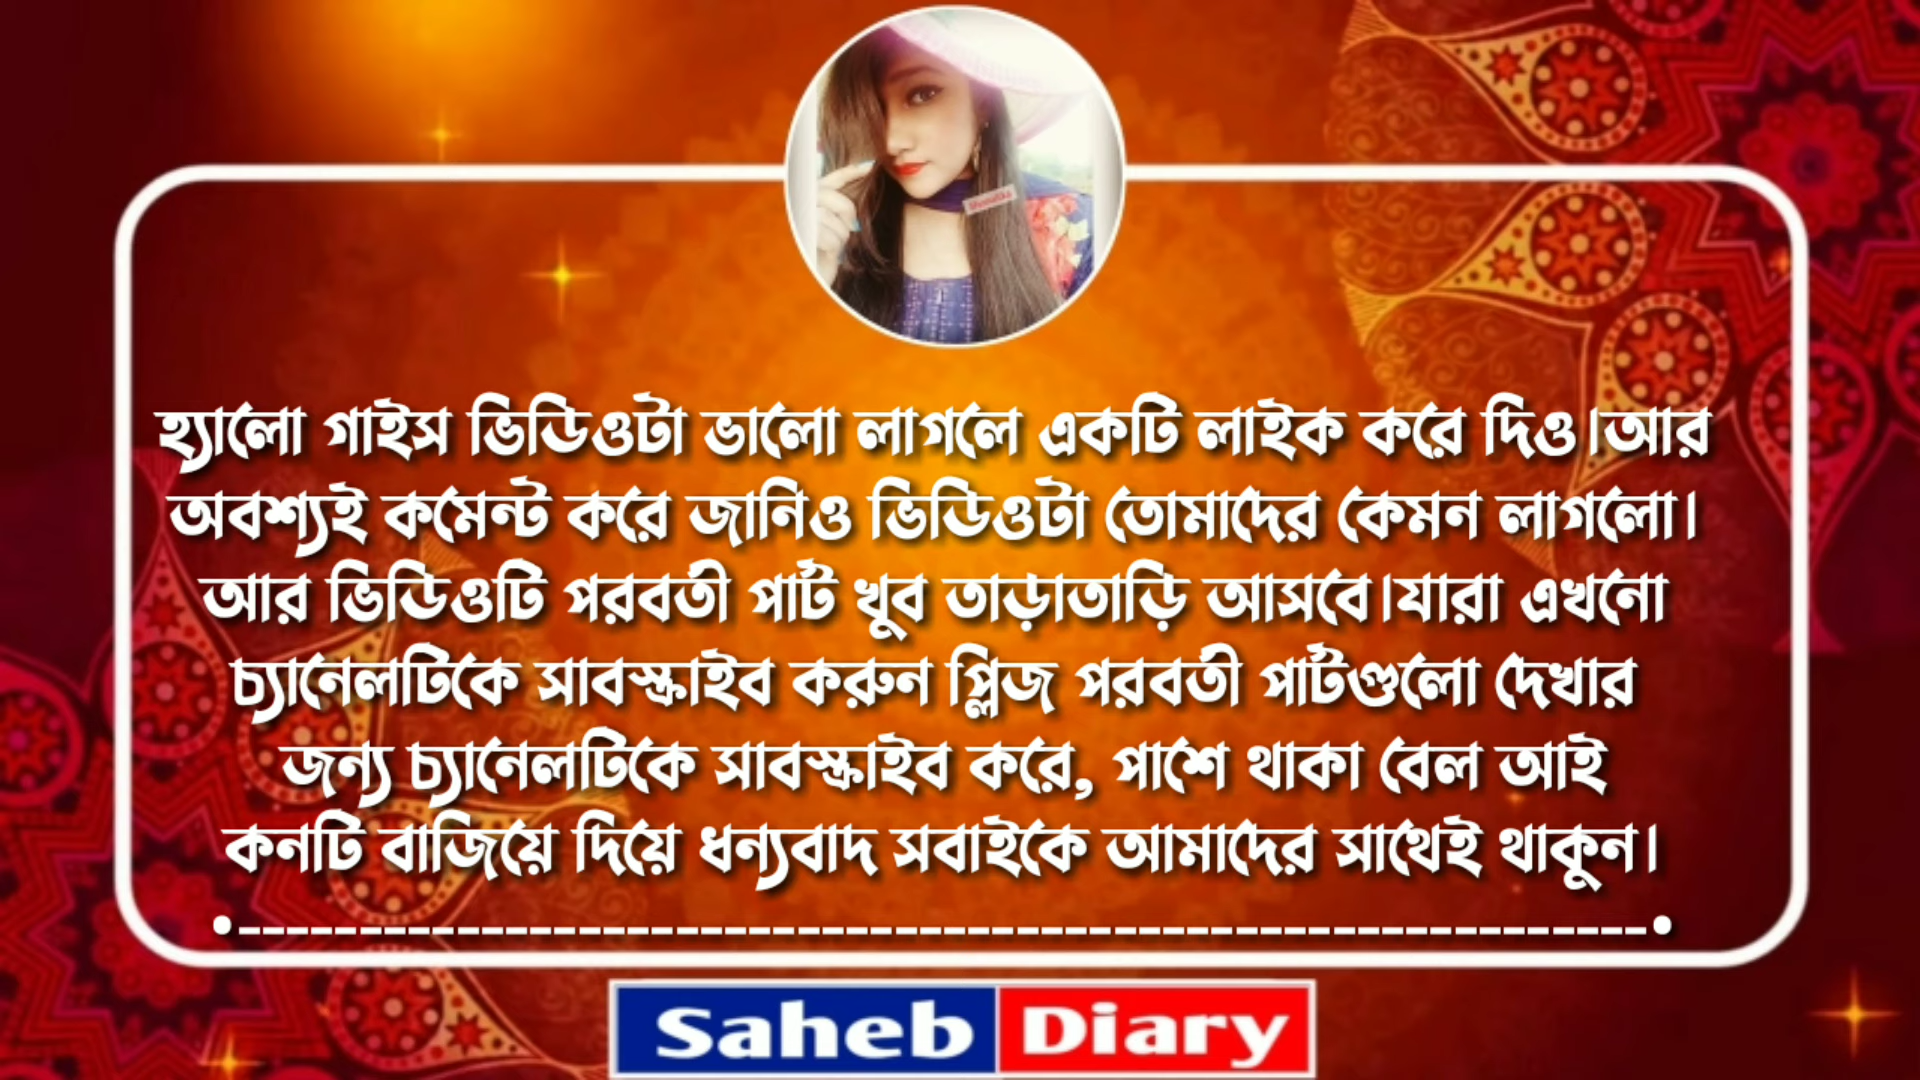 হ্যালো গাইস ভিডিওটা ভালো লাগলে একটি লাইক করে দিও।আর
অবশ্যই কমেন্ট করে জানিও ভিডিওটা তোমাদের কেমন লাগলো।
আর ভিডিওটি পরবর্তী পার্ট খুব তাড়াতাড়ি আসবে।যারা এখনো
চ্যানেলটিকে সাবস্ক্রাইব করুন প্লিজ পরবর্তী পার্টগুলো দেখার
জন্য চ্যানেলটিকে সাবস্ক্রাইব করে, পাশে থাকা বেল আই
কনটি বাজিয়ে দিয়ে ধন্যবাদ সবাইকে আমাদের সাথেই থাকুন।
Saheb Diary